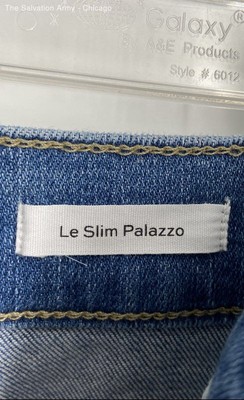 The Salvation Army - Chicago
Galaxy
A&E Products
Style # 6012
Le Slim Palazzo